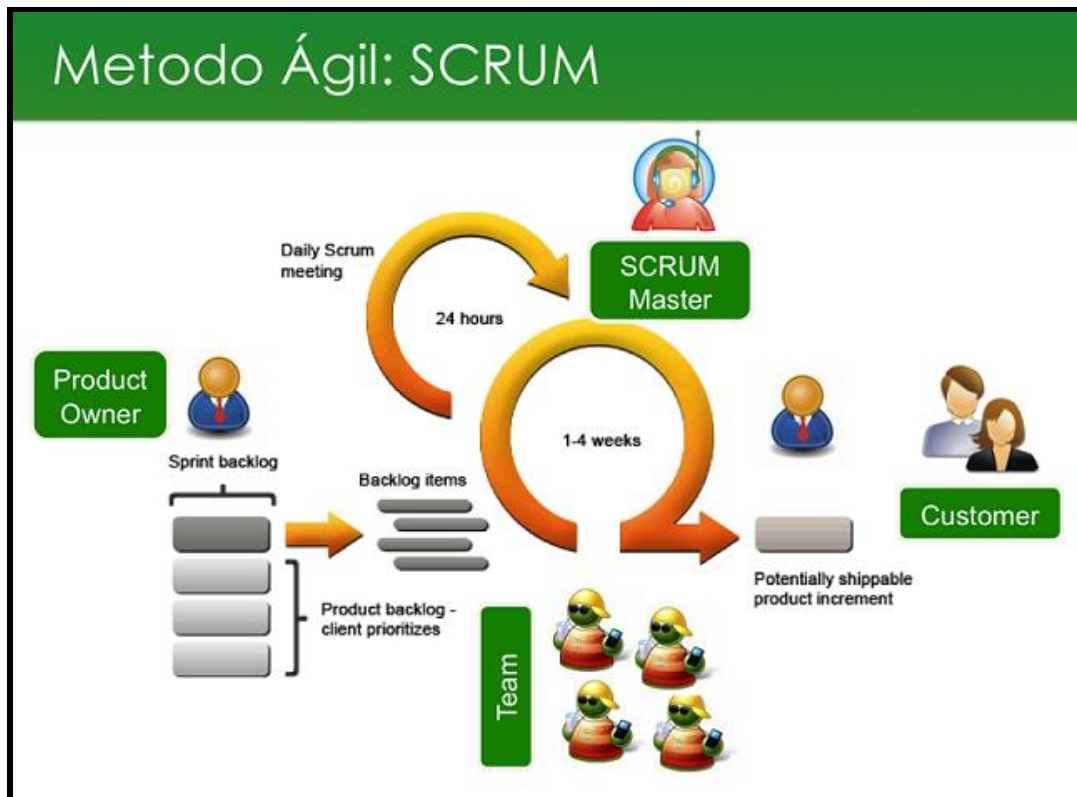 Metodo Ágil: SCRUM
Daily Scrum
meeting
24 hours
SCRUM
Master
Product
Owner
Sprint backlog
Backlog items
1-4 weeks
Customer
Product backlog -
client prioritizes
Potentially shippable
product increment
Team